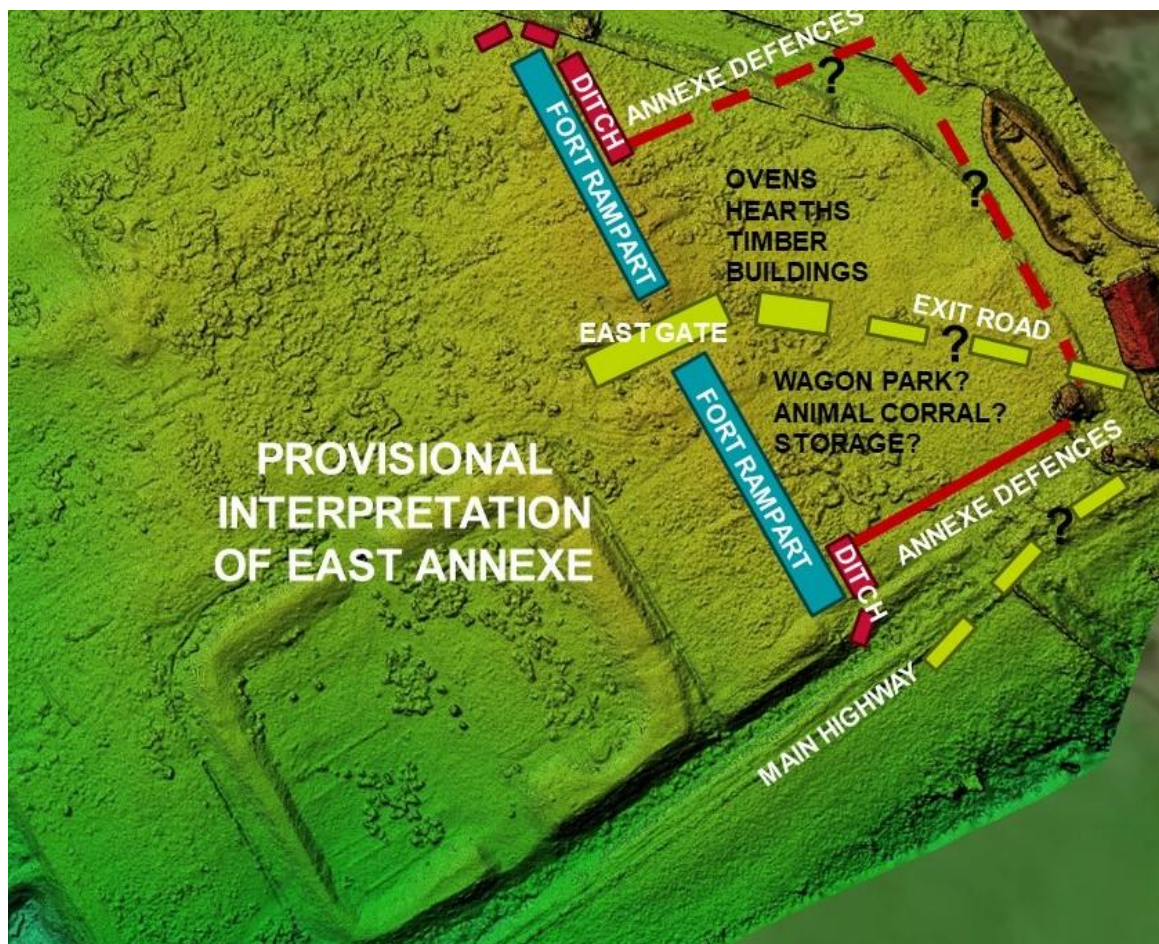 ANNEXE DEFENCES
?
DITCH
FORT RAMPART
?
OVENS
HEARTHS
TIMBER
BUILDINGS
EAST GATE
EXIT ROAD
?
WAGON PARK?
ANIMAL CORRAL?
STORAGE?
FORT RAMPART
ANNEXE DEFENCES
PROVISIONAL
INTERPRETATION
OF EAST ANNEXE
?
DITCH
MAIN HIGHWAY